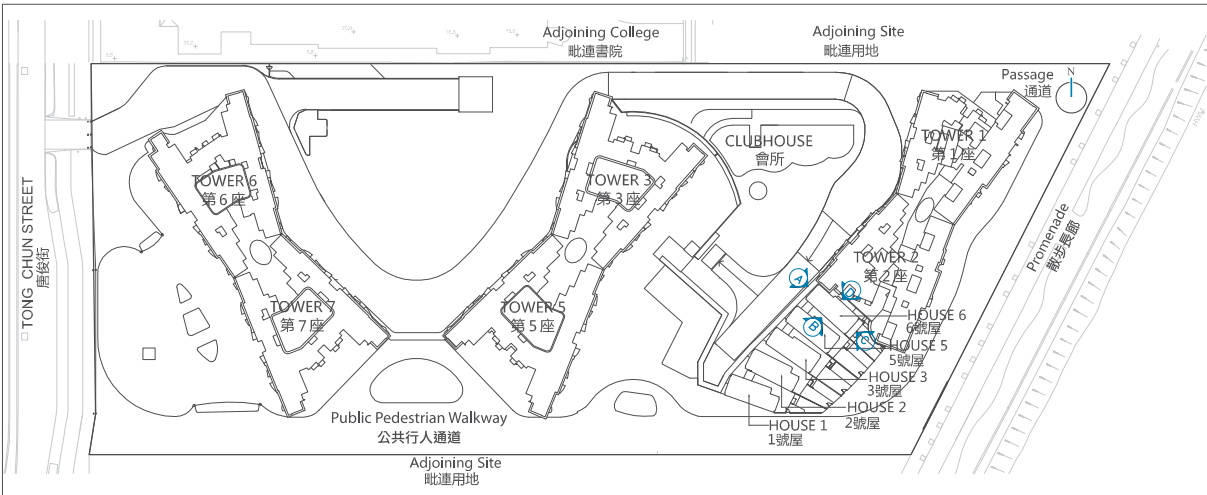 Adjoining College
毗連書院
Adjoining Site
毗連用地
Passage
通道
N
TONG CHUN STREET
唐俊街
TOWER 6
第6座
TOWER 3
第3座
CLUBHOUSE
會所
TOWER 1
第1座
Promenade
散步長廊
TOWER 2
第2座
A
D
B
C
TOWER 7
第7座
TOWER 5
第5座
HOUSE 6
6號屋
HOUSE 5
5號屋
HOUSE 3
3號屋
HOUSE 2
2號屋
HOUSE 1
1號屋
Public Pedestrian Walkway
公共行人通道
Adjoining Site
毗連用地